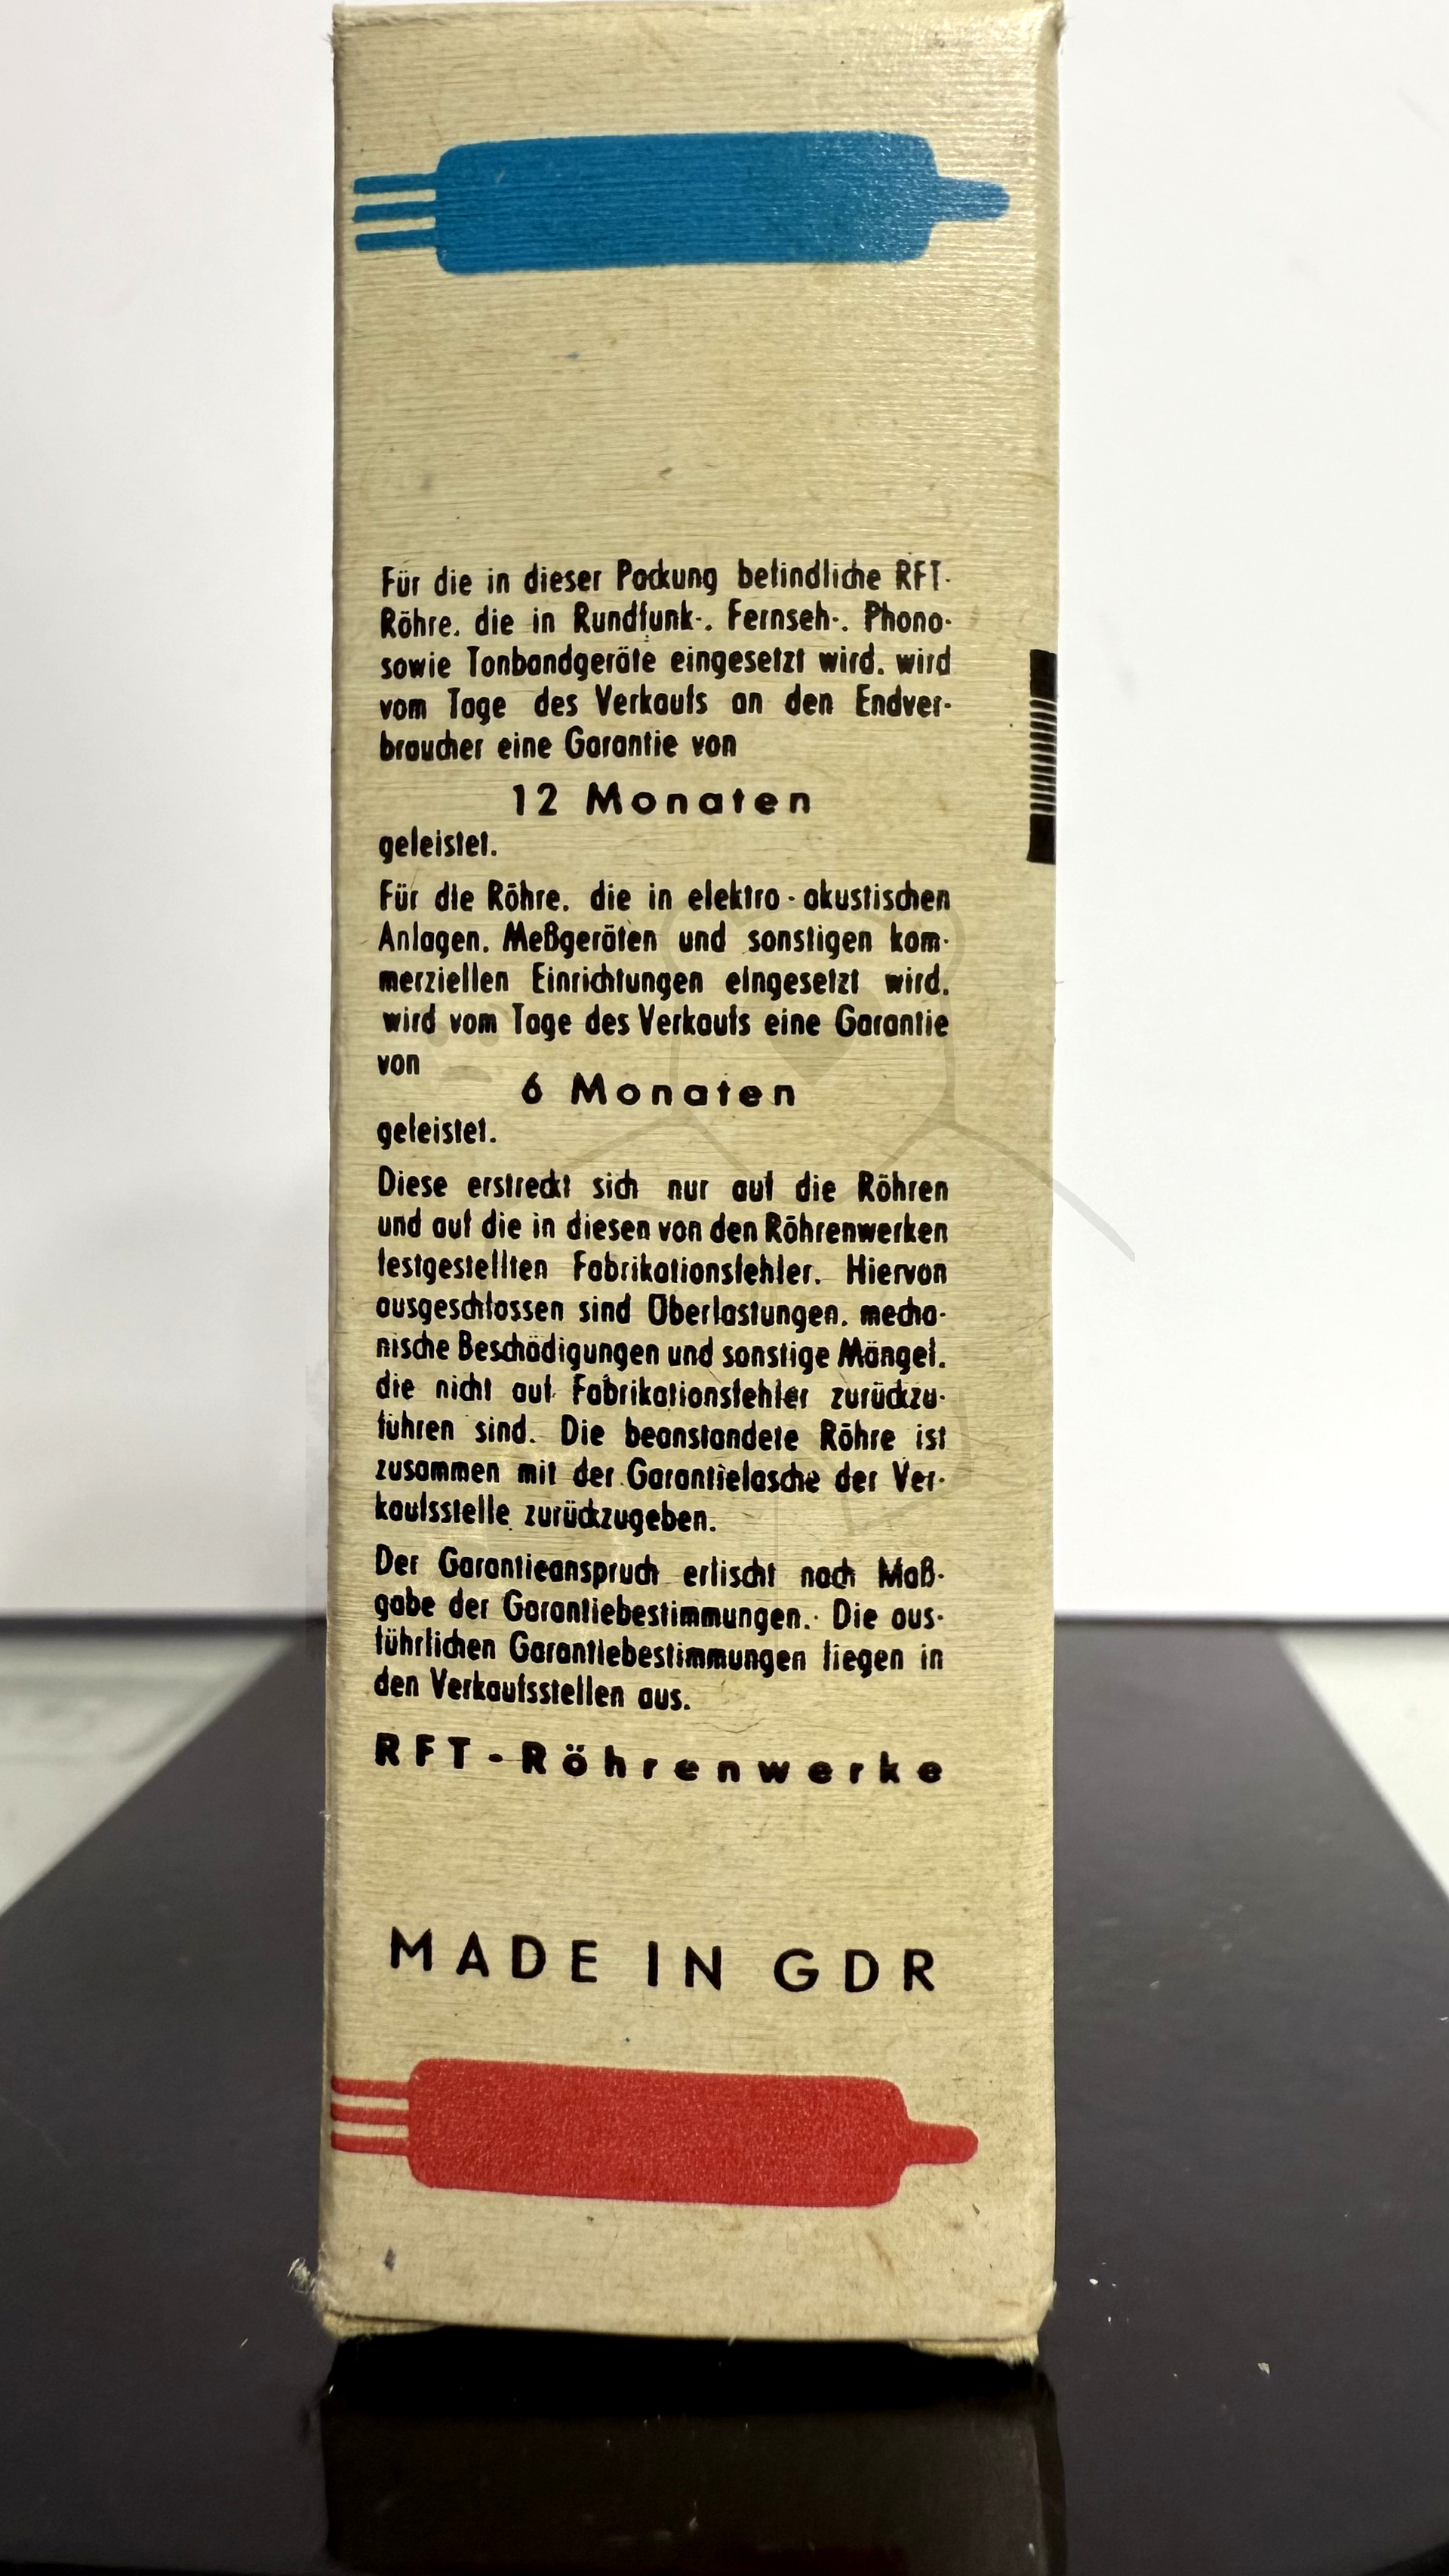 Für die in dieser Packung befindliche RFT-
Röhre, die in Rundfunk-, Fernseh-, Phono-
sowie Tonbandgeräte eingesetzt wird, wird
vom Tage des Verkaufs an den Endver-
braucher eine Garantie von
12 Monaten
geleistet.
Für die Röhre, die in elektro-akustischen
Anlagen, Meßgeräten und sonstigen kom-
merziellen Einrichtungen eingesetzt wird,
wird vom Tage des Verkaufs eine Garantie
von
6 Monaten
geleistet.
Diese erstreckt sich nur auf die Röhren
und auf die in diesen von den Röhrenwerken
festgestellten Fabrikationsfehler. Hiervon
ausgeschlossen sind Überlastungen, mecha-
nische Beschädigungen und sonstige Mängel,
die nicht auf Fabrikationsfehler zurückzu-
führen sind. Die beanstandete Röhre ist
zusammen mit der Garantielasche der Ver-
kaufsstelle zurückzugeben.
Der Garantieanspruch erlischt nach Maß-
gabe der Garantiebestimmungen. Die aus-
führlichen Garantiebestimmungen liegen in
den Verkaufsstellen aus.
RFT-Röhrenwerke
MADE IN GDR